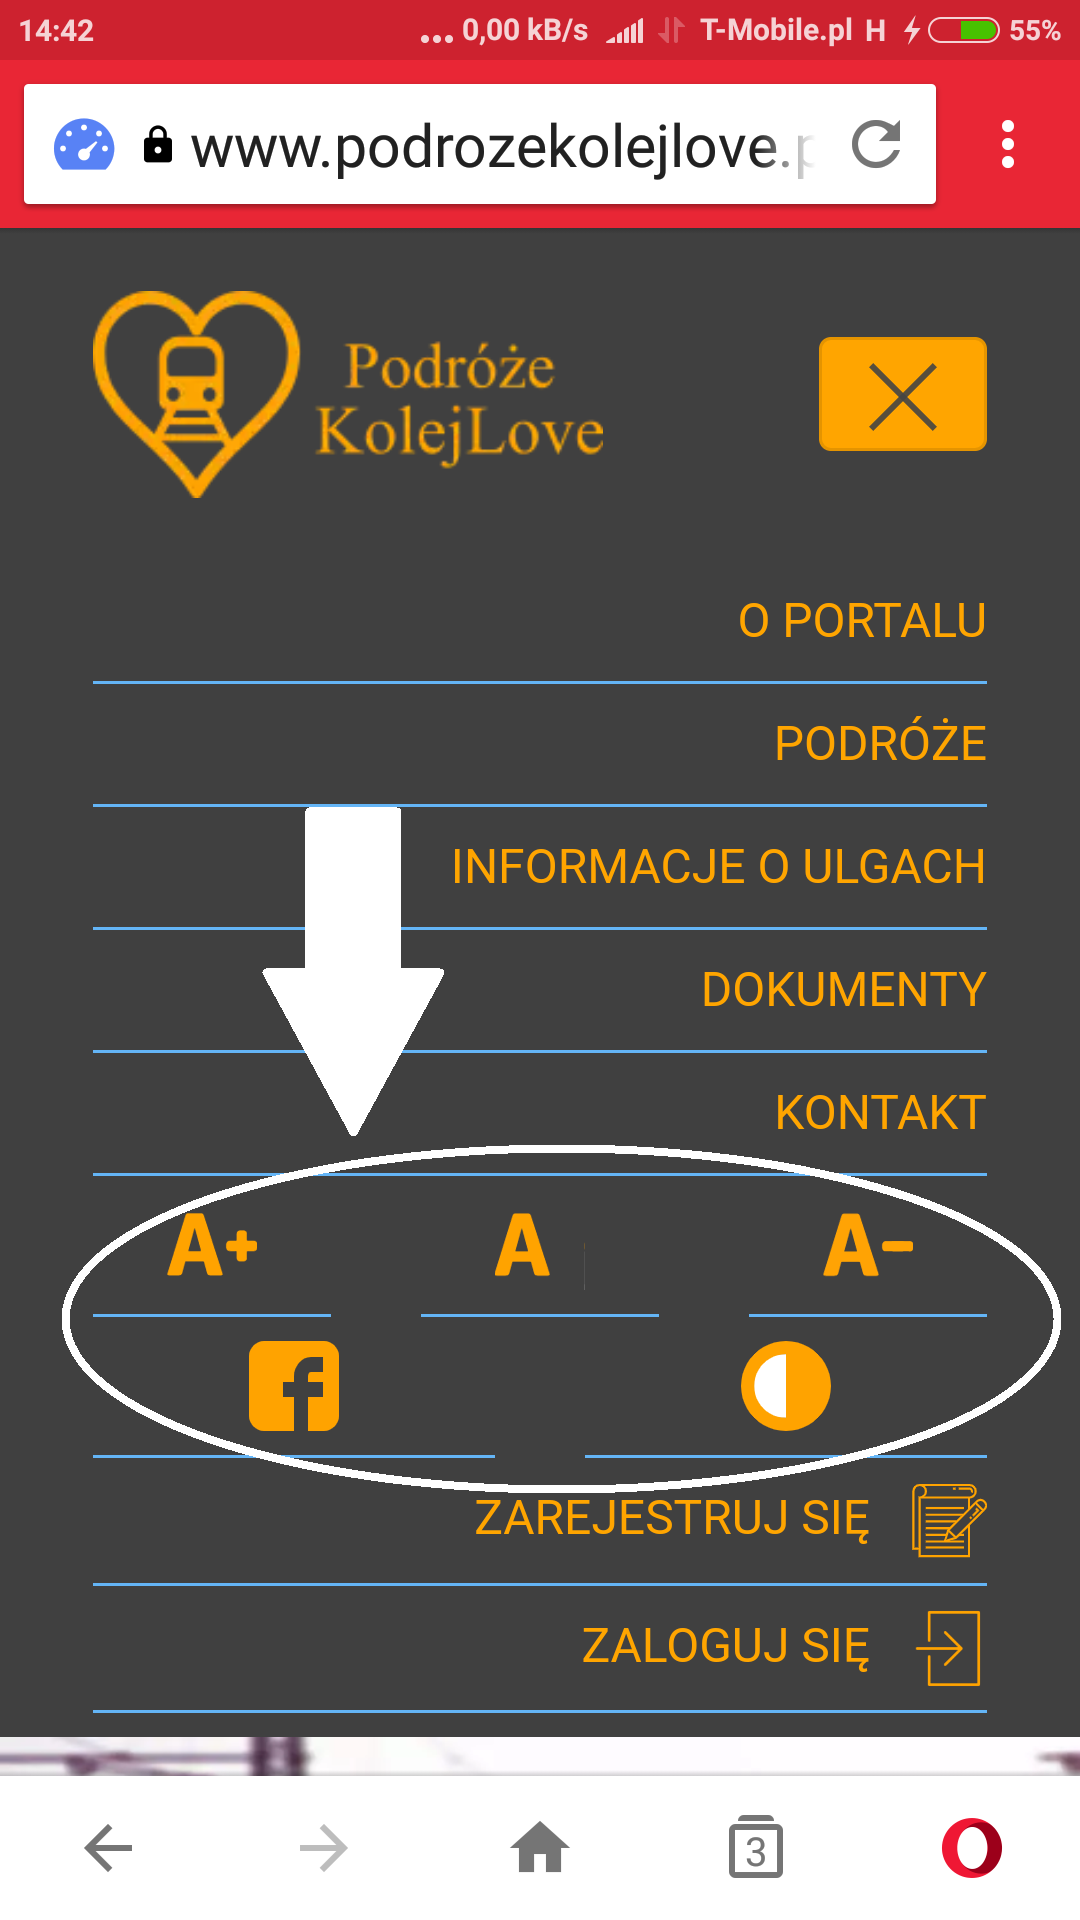 14:42 ... 0,00 kB/s T-Mobile.pl H 55%
www.podrozekolejlove.p
Podróże
KolejLove
O PORTALU
PODRÓŻE
INFORMACJE O ULGACH
DOKUMENTY
KONTAKT
A+ A A-
f
ZAREJESTRUJ SIĘ
ZALOGUJ SIĘ
3